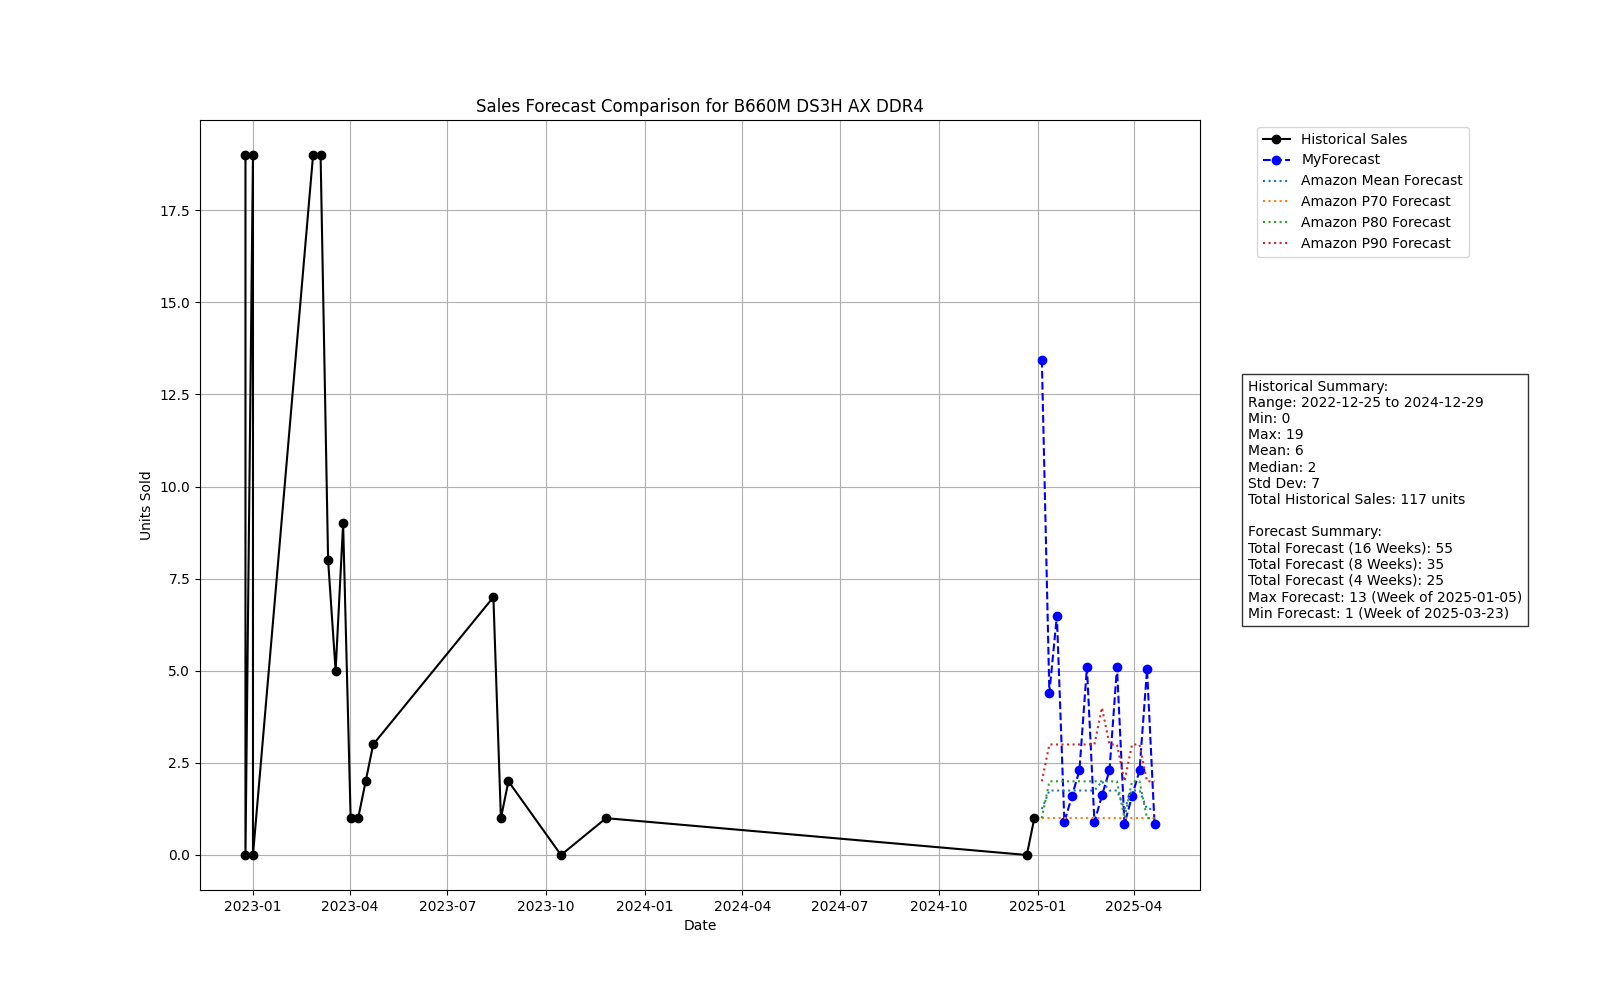 Sales Forecast Comparison for B660M DS3H AX DDR4
Historical Sales
MyForecast
Amazon Mean Forecast
Amazon P70 Forecast
Amazon P80 Forecast
Amazon P90 Forecast
17.5
15.0
12.5
10.0
7.5
5.0
2.5
0.0
Units Sold
Historical Summary:
Range: 2022-12-25 to 2024-12-29
Min: 0
Max: 19
Mean: 6
Median: 2
Std Dev: 7
Total Historical Sales: 117 units
Forecast Summary:
Total Forecast (16 Weeks): 55
Total Forecast (8 Weeks): 35
Total Forecast (4 Weeks): 25
Max Forecast: 13 (Week of 2025-01-05)
Min Forecast: 1 (Week of 2025-03-23)
2023-01 2023-04 2023-07 2023-10 2024-01 2024-04 2024-07 2024-10 2025-01 2025-04
Date